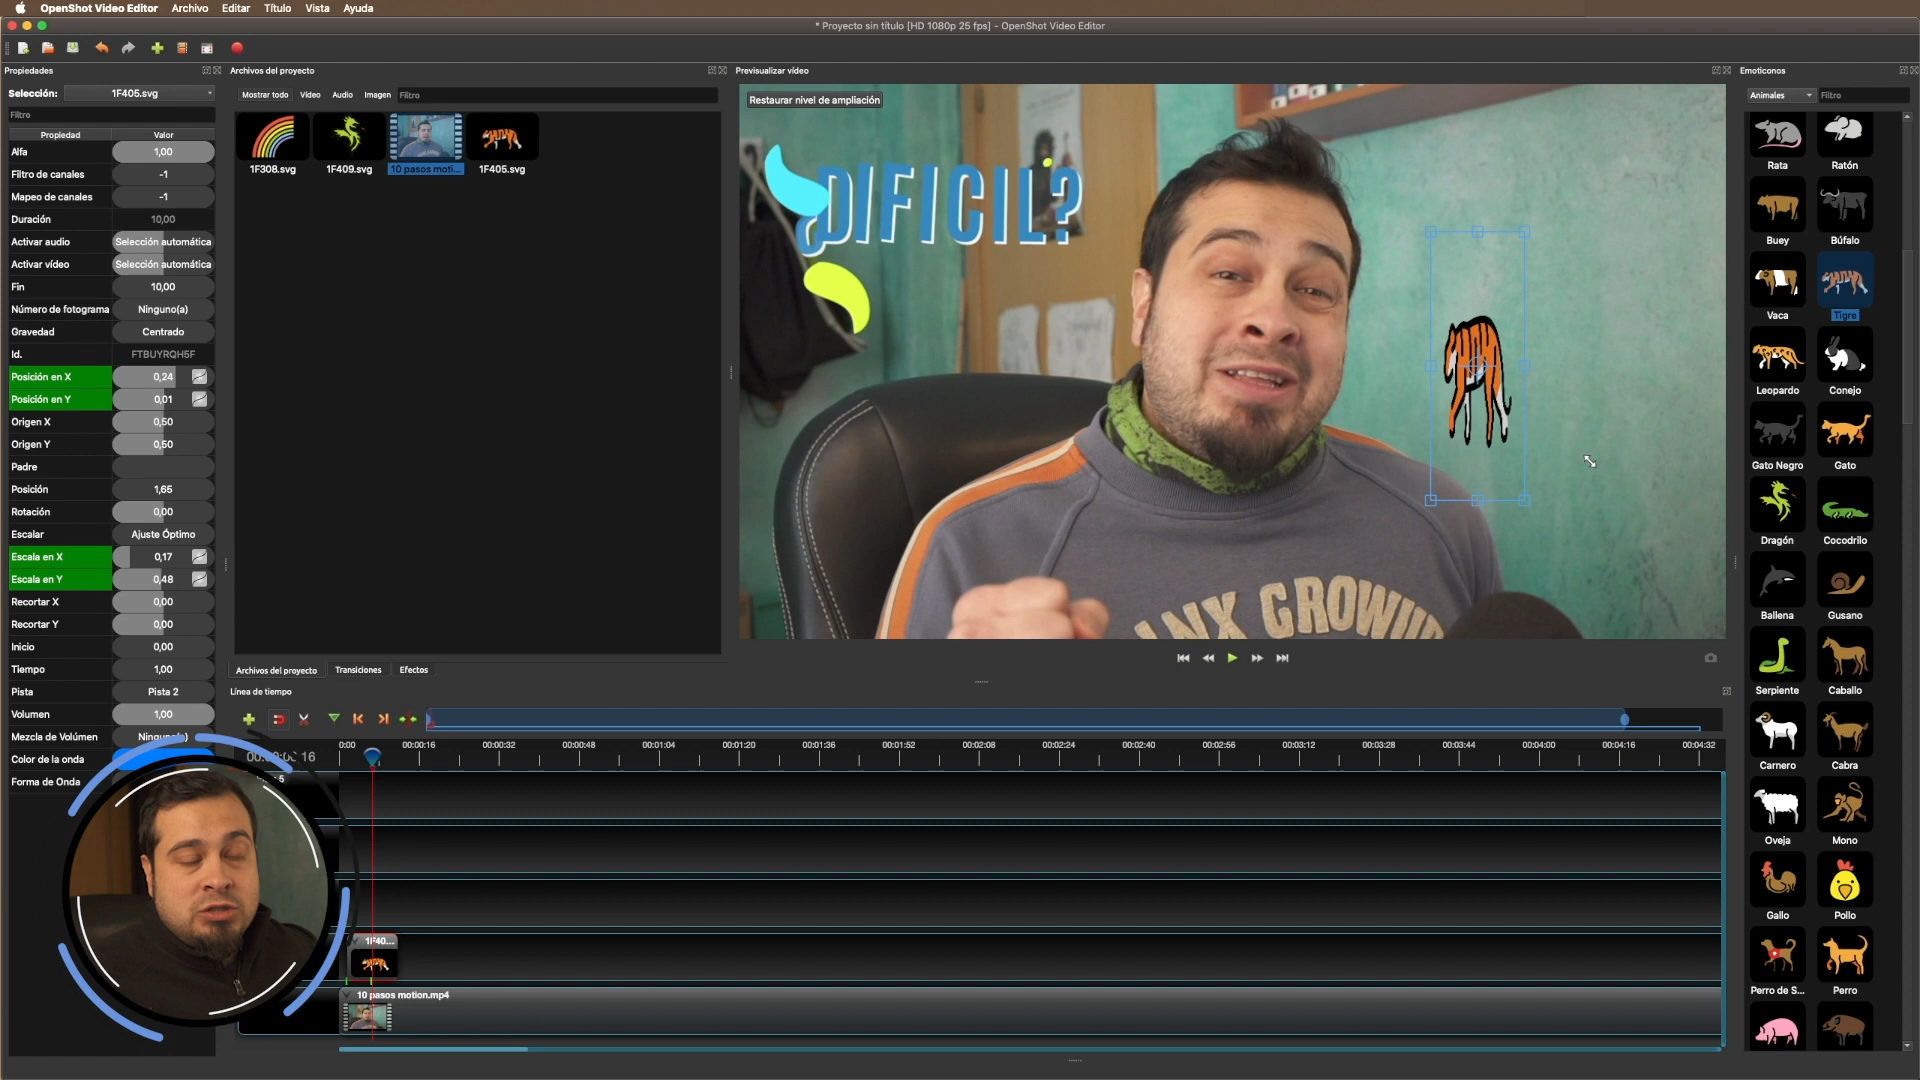 OpenShot Video Editor Archivo Editar Título Vista Ayuda
* Proyecto sin título [HD 1080p 25 fps] - OpenShot Video Editor
Propiedades
Selección: 1F405.svg
Filtro
Propiedad Valor
Alfa 1,00
Filtro de canales -1
Mapeo de canales -1
Duración 10,00
Activar audio Selección automática
Activar vídeo Selección automática
Fin 10,00
Número de fotograma Ninguno(a)
Gravedad Centrado
Id. FTBUYRQH5F
Posición en X 0,24
Posición en Y 0,01
Origen X 0,50
Origen Y 0,50
Padre
Posición 1,65
Rotación 0,00
Escalar Ajuste Óptimo
Escala en X 0,17
Escala en Y 0,48
Recortar X 0,00
Recortar Y 0,00
Inicio 0,00
Tiempo 1,00
Pista Pista 2
Volumen 1,00
Mezcla de Volúmen
Color de la onda
Forma de Onda
Archivos del proyecto
Mostrar todo Vídeo Audio Imagen Filtro
1F308.svg 1F409.svg 10 pasos moti... 1F405.svg
Archivos del proyecto Transiciones Efectos
Previsualizar vídeo
Restaurar nivel de ampliación
¿DIFICIL?
LNX GROWUP
Línea de tiempo
16
0:00 00:00:16 00:00:32 00:00:48 00:01:04 00:01:20 00:01:36 00:01:52 00:02:08 00:02:24 00:02:40 00:02:56 00:03:12 00:03:28 00:03:44 00:04:00 00:04:16 00:04:32
5
1F40...
10 pasos motion.mp4
Emoticonos
Animales Filtro
Rata Ratón
Buey Búfalo
Vaca Tigre
Leopardo Conejo
Gato Negro Gato
Dragón Cocodrilo
Ballena Gusano
Serpiente Caballo
Carnero Cabra
Oveja Mono
Gallo Pollo
Perro de S... Perro